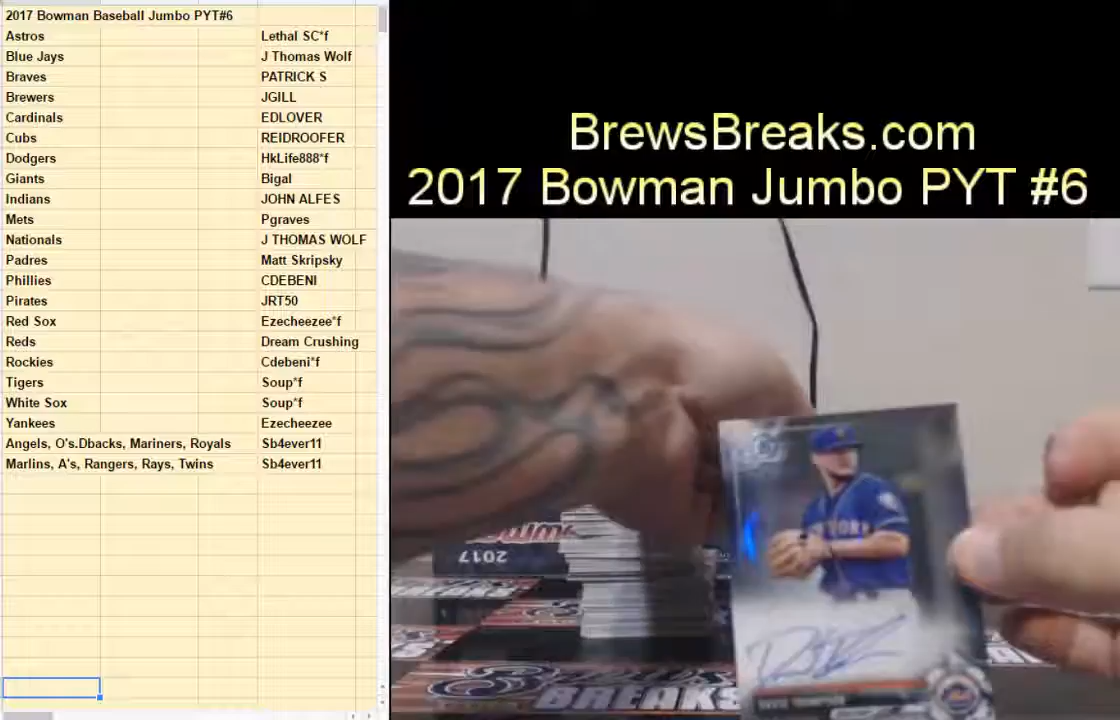 2017 Bowman Baseball Jumbo PYT#6
Astros Lethal SC*f
Blue Jays J Thomas Wolf
Braves PATRICK S
Brewers JGILL
Cardinals EDLOVER
Cubs REIDROOFER
Dodgers HkLife888*f
Giants Bigal
Indians JOHN ALFES
Mets Pgraves
Nationals J THOMAS WOLF
Padres Matt Skripsky
Phillies CDEBENI
Pirates JRT50
Red Sox Ezecheezee*f
Reds Dream Crushing
Rockies Cdebeni*f
Tigers Soup*f
White Sox Soup*f
Yankees Ezecheezee
Angels, O's.Dbacks, Mariners, Royals Sb4ever11
Marlins, A's, Rangers, Rays, Twins Sb4ever11
BrewsBreaks.com
2017 Bowman Jumbo PYT #6
2017
BREAKS